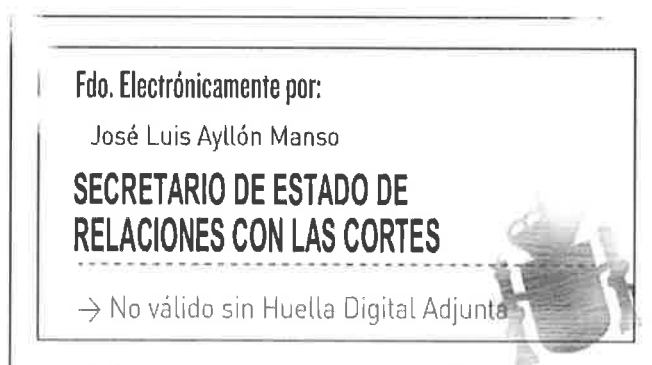 Fdo. Electrónicamente por:
José Luis Ayllón Manso
SECRETARIO DE ESTADO DE
RELACIONES CON LAS CORTES
→ No válido sin Huella Digital Adjunta